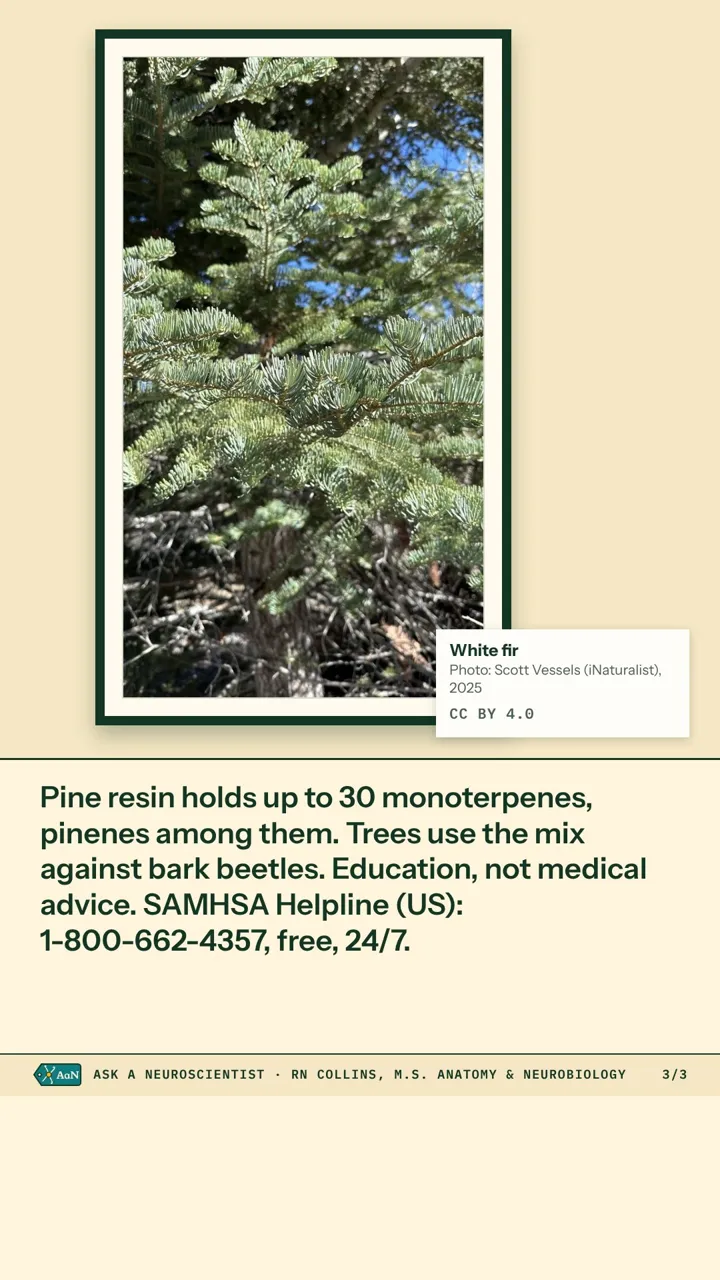 White fir
Photo: Scott Vessels (iNaturalist),
2025
CC BY 4.0
Pine resin holds up to 30 monoterpenes,
pinenes among them. Trees use the mix
against bark beetles. Education, not medical
advice. SAMHSA Helpline (US):
1-800-662-4357, free, 24/7.
AaN ASK A NEUROSCIENTIST · RN COLLINS, M.S. ANATOMY & NEUROBIOLOGY 3/3